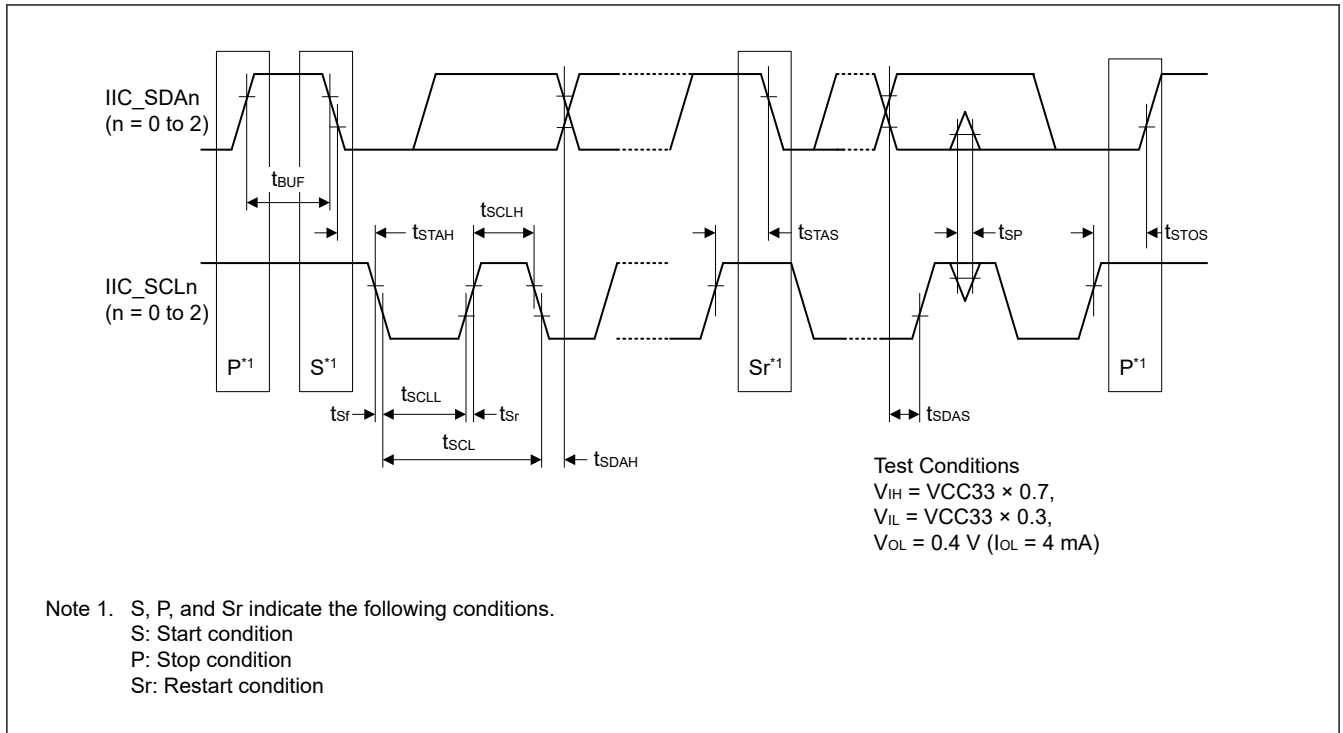 IIC_SDAn
(n = 0 to 2)
tBUF
tSCLH
tSTAH
tSTAS
tSP
tSTOS
IIC_SCLn
(n = 0 to 2)
P*1
S*1
Sr*1
P*1
tSCLL
tSf
tSr
tSDAS
tSCL
tSDAH
Test Conditions
VIH = VCC33 × 0.7,
VIL = VCC33 × 0.3,
VOL = 0.4 V (IOL = 4 mA)
Note 1. S, P, and Sr indicate the following conditions.
S: Start condition
P: Stop condition
Sr: Restart condition